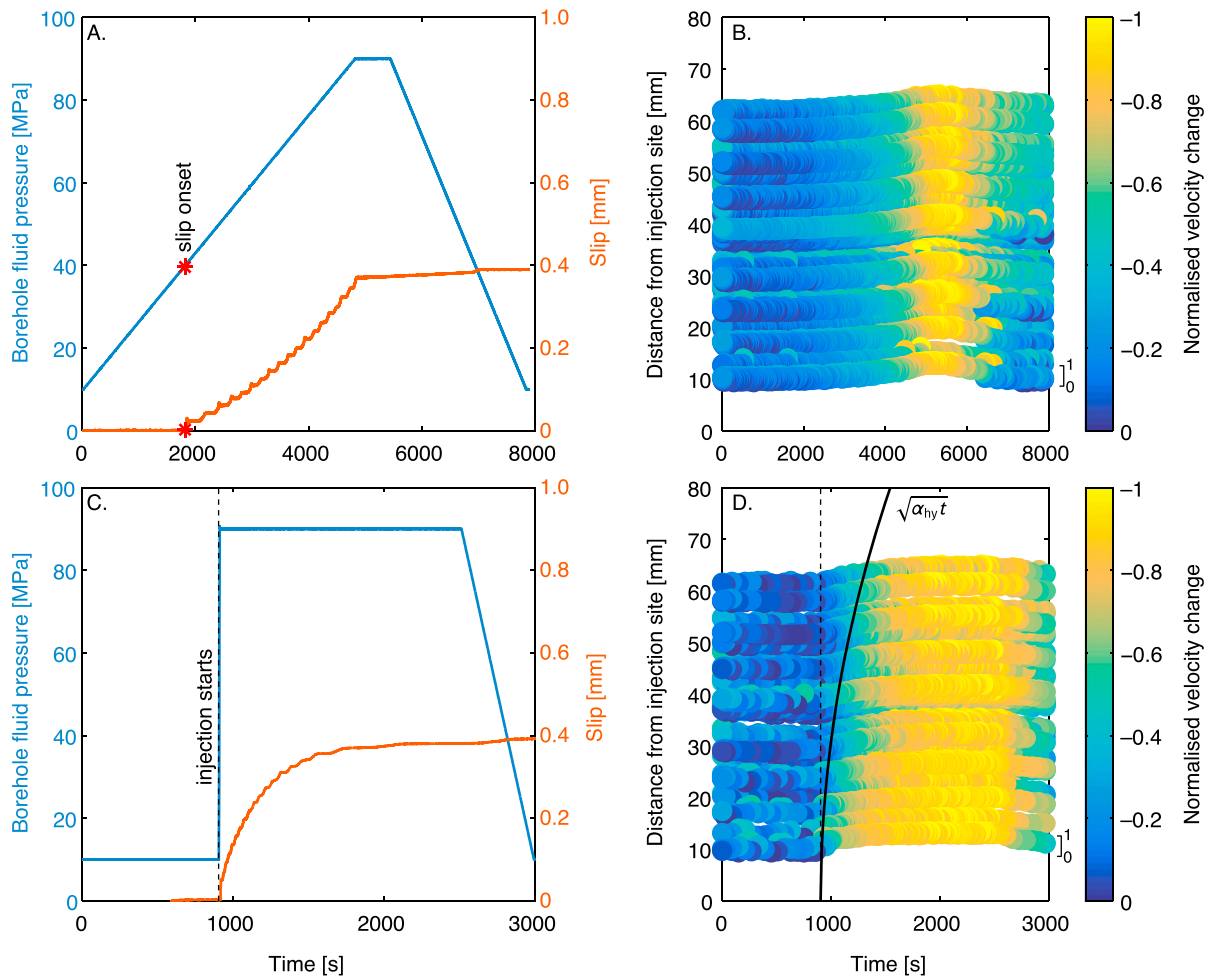 A.
Borehole fluid pressure [MPa]
100
80
60
40
20
0
slip onset
1.0
0.8
0.6
0.4
0.2
0
Slip [mm]
0 2000 4000 6000 8000
B.
Distance from injection site [mm]
80
70
60
50
40
30
20
10
0
1
0
0 2000 4000 6000 8000
−1
−0.8
−0.6
−0.4
−0.2
0
Normalised velocity change
C.
Borehole fluid pressure [MPa]
100
80
60
40
20
0
injection starts
1.0
0.8
0.6
0.4
0.2
0
Slip [mm]
0 1000 2000 3000
Time [s]
D.
Distance from injection site [mm]
80
70
60
50
40
30
20
10
0
√α_hy t
1
0
0 1000 2000 3000
Time [s]
−1
−0.8
−0.6
−0.4
−0.2
0
Normalised velocity change